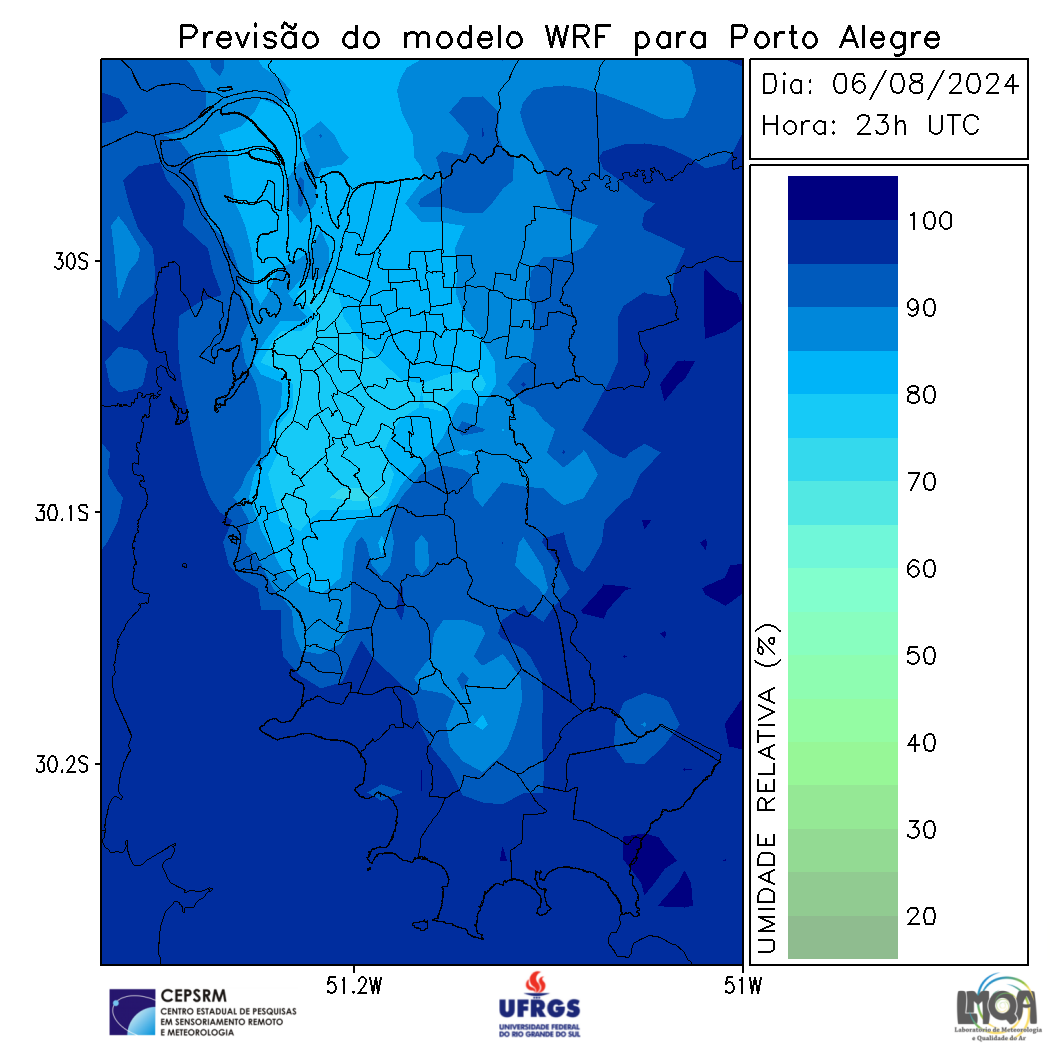 Previsão do modelo WRF para Porto Alegre
Dia: 06/08/2024
Hora: 23h UTC
100
90
80
70
60
50
40
30
20
UMIDADE RELATIVA (%)
30S
30.1S
30.2S
51.2W
51W
CEPSRM
CENTRO ESTADUAL DE PESQUISAS
EM SENSORIAMENTO REMOTO
E METEOROLOGIA
UFRGS
UNIVERSIDADE FEDERAL
DO RIO GRANDE DO SUL
LMQA
Laboratório de Meteorologia
e Qualidade do Ar